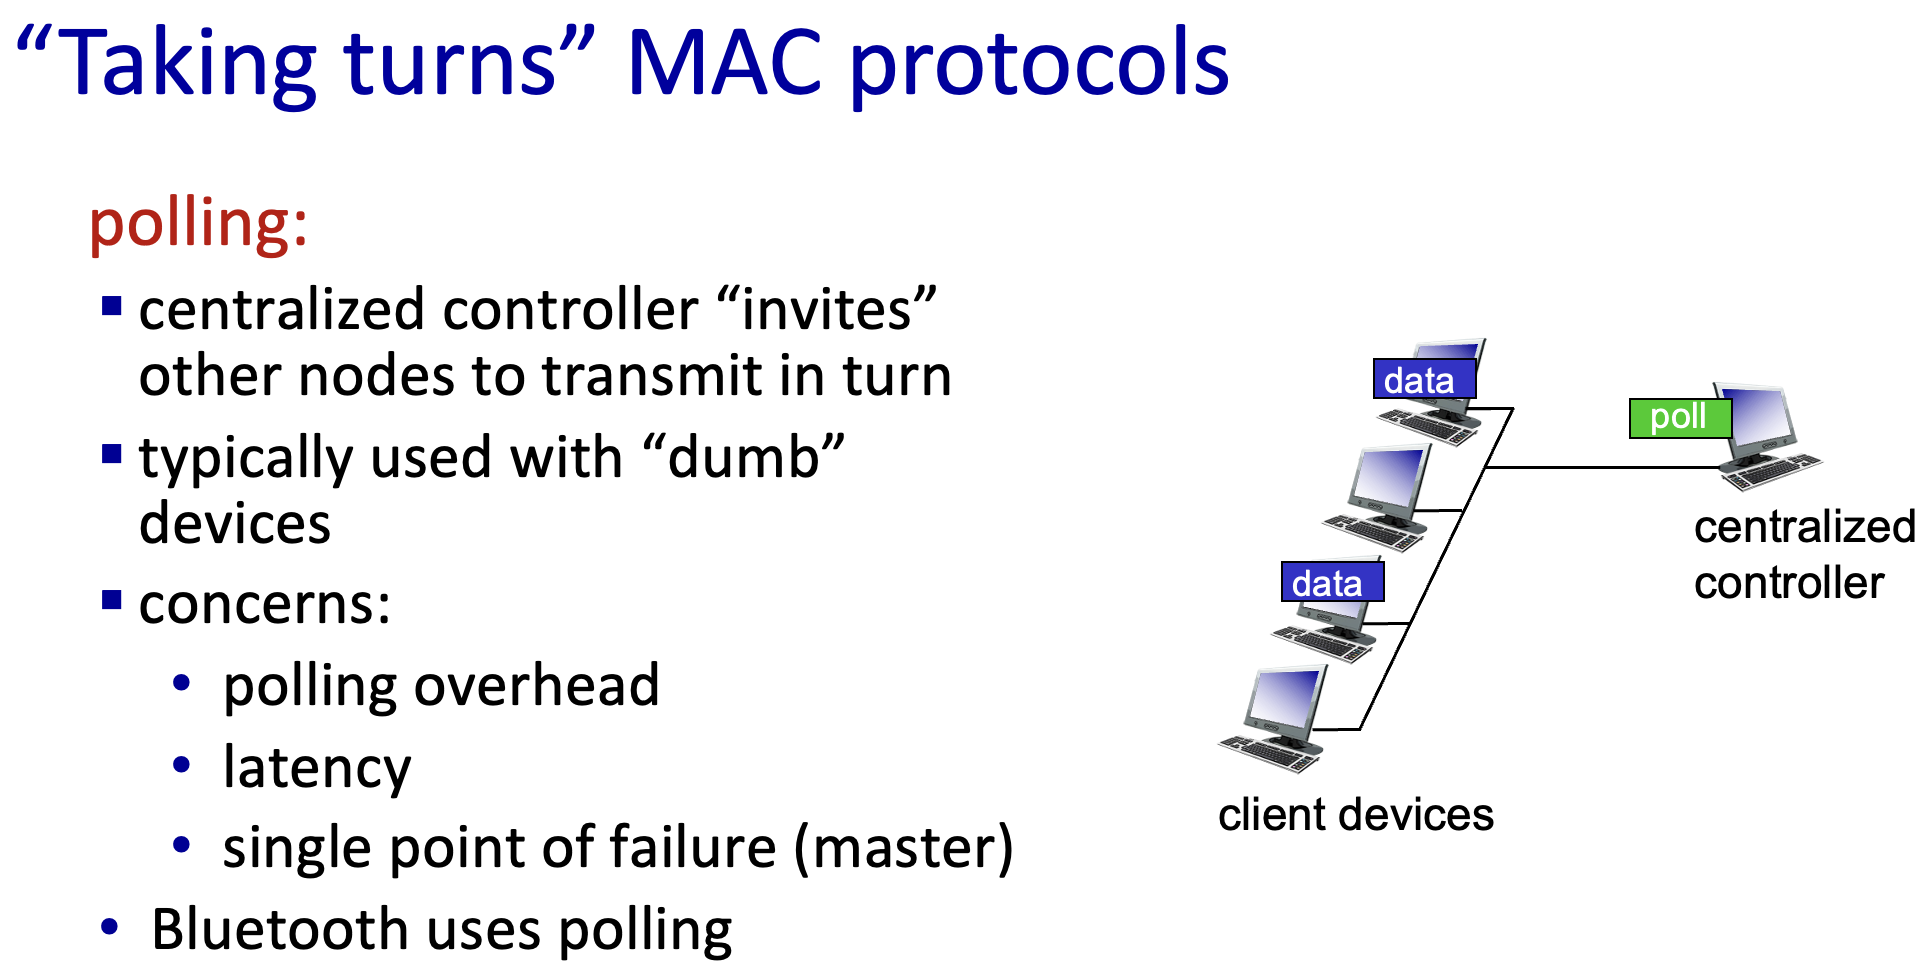 “Taking turns” MAC protocols
polling:
▪ centralized controller “invites”
other nodes to transmit in turn
▪ typically used with “dumb”
devices
▪ concerns:
• polling overhead
• latency
• single point of failure (master)
• Bluetooth uses polling
data
poll
data
centralized
controller
client devices